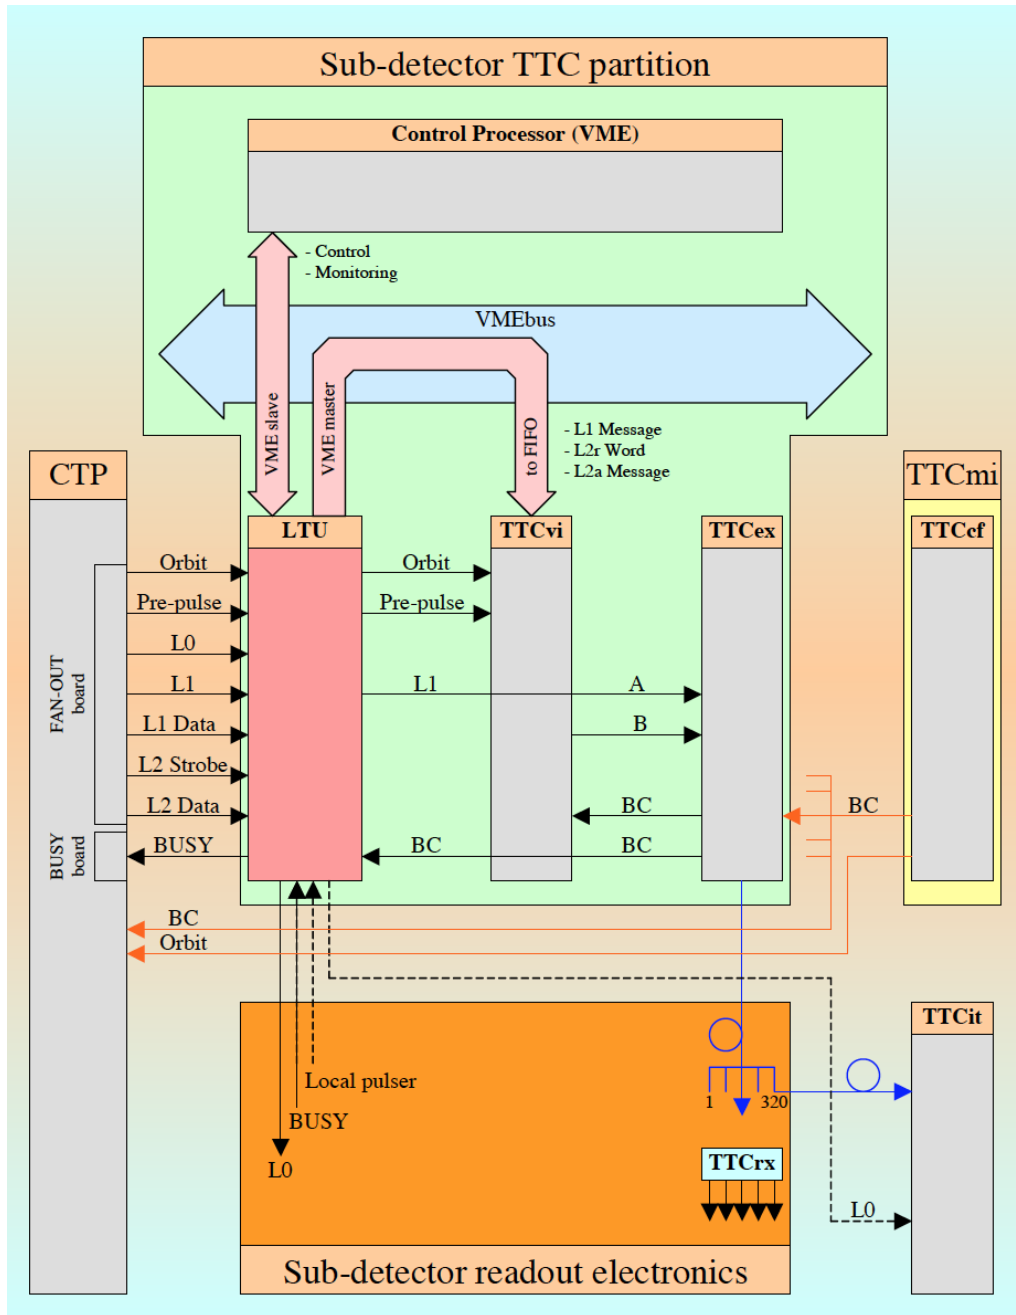 Sub-detector TTC partition
Control Processor (VME)
- Control
- Monitoring
VMEbus
VME slave
VME master
to FIFO
- L1 Message
- L2r Word
- L2a Message
CTP
TTCmi
LTU
TTCvi
TTCex
TTCcf
Orbit
Orbit
Pre-pulse
Pre-pulse
L0
FAN-OUT
board
L1
L1
A
L1 Data
B
L2 Strobe
L2 Data
BC
BC
BUSY
board
BUSY
BC
BC
BC
Orbit
TTCit
Local pulser
1
320
BUSY
TTCrx
L0
L0
Sub-detector readout electronics